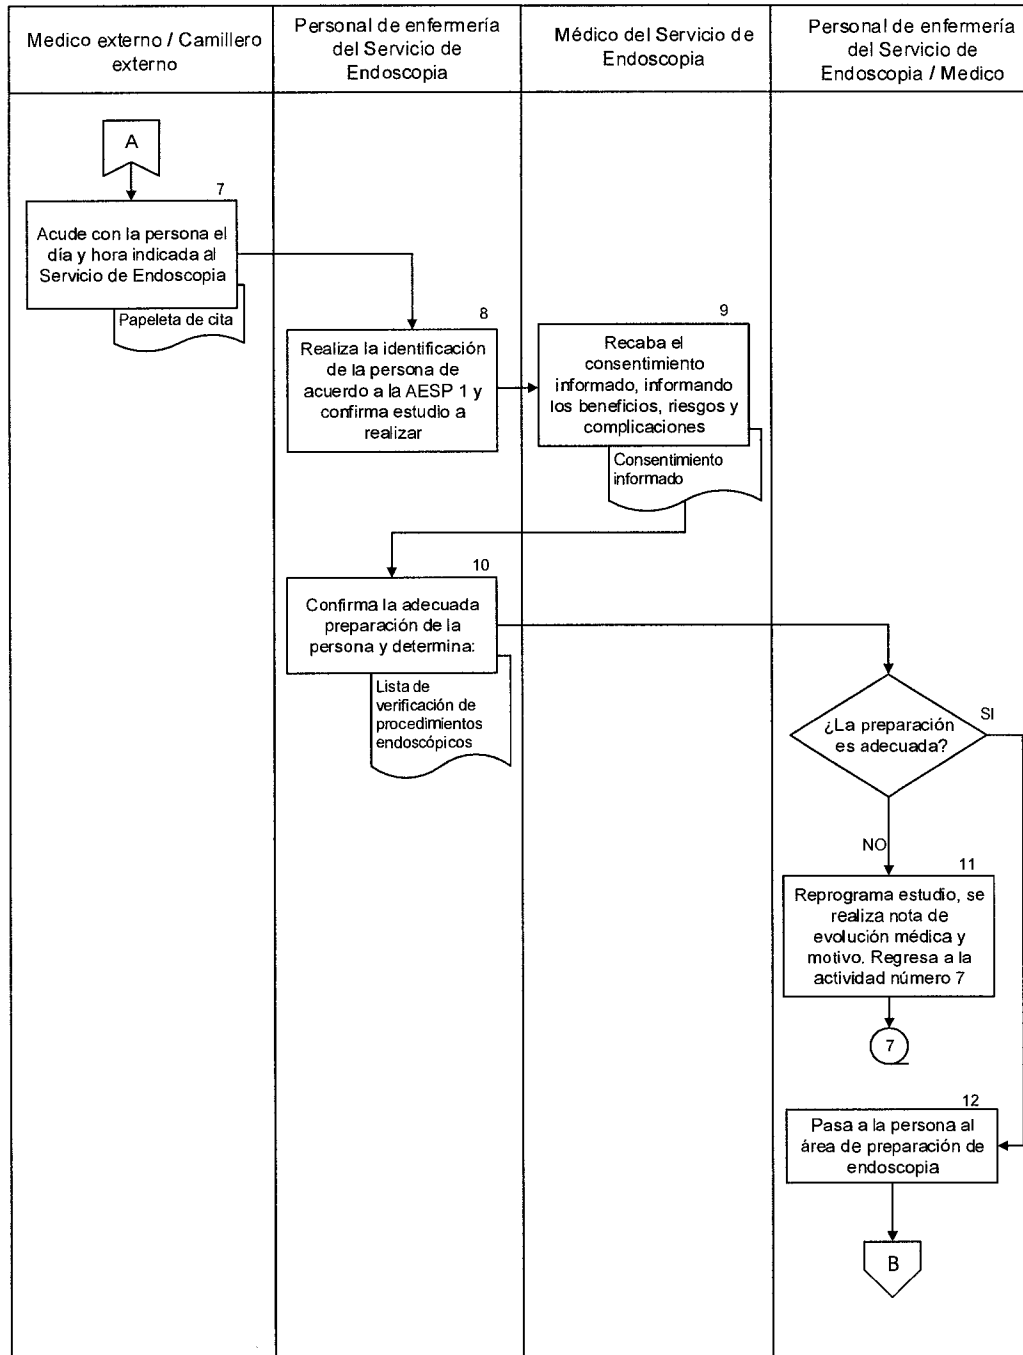 Medico externo / Camillero
externo
Personal de enfermería
del Servicio de
Endoscopia
Médico del Servicio de
Endoscopia
Personal de enfermería
del Servicio de
Endoscopia / Medico
A
7
Acude con la persona el
día y hora indicada al
Servicio de Endoscopia
Papeleta de cita
8
Realiza la identificación
de la persona de
acuerdo a la AESP 1 y
confirma estudio a
realizar
9
Recaba el
consentimiento
informado, informando
los beneficios, riesgos y
complicaciones
Consentimiento
informado
10
Confirma la adecuada
preparación de la
persona y determina:
Lista de
verificación de
procedimientos
endoscópicos
¿La preparación
es adecuada?
SI
NO
11
Reprograma estudio, se
realiza nota de
evolución médica y
motivo. Regresa a la
actividad número 7
7
12
Pasa a la persona al
área de preparación de
endoscopia
B